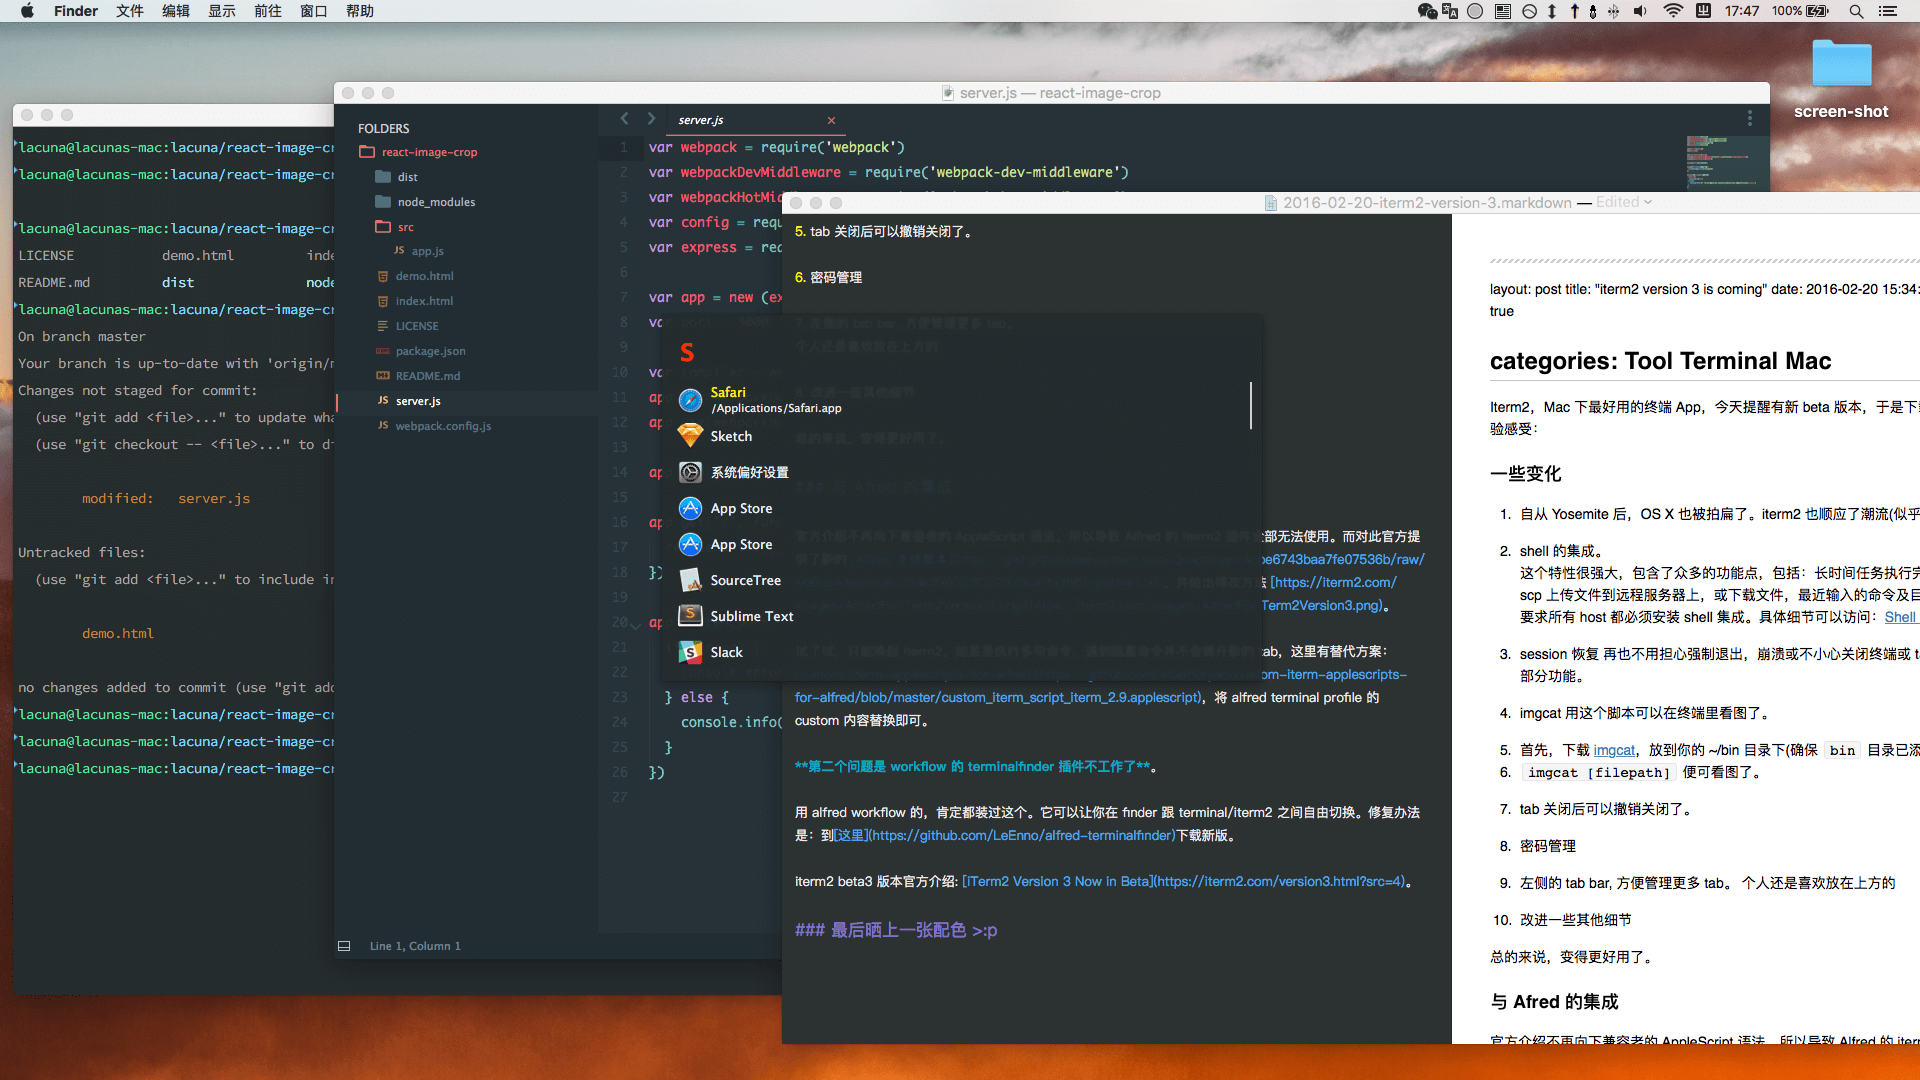 Finder 文件 编辑 显示 前往 窗口 帮助
17:47 100%
screen-shot
lacuna@lacunas-mac:lacuna/react-image-cr
lacuna@lacunas-mac:lacuna/react-image-cr
lacuna@lacunas-mac:lacuna/react-image-cr
LICENSE demo.html inde
README.md dist node
lacuna@lacunas-mac:lacuna/react-image-cr
On branch master
Your branch is up-to-date with 'origin/m
Changes not staged for commit:
(use "git add <file>..." to update wha
(use "git checkout -- <file>..." to di
modified: server.js
Untracked files:
(use "git add <file>..." to include in
demo.html
no changes added to commit (use "git add
lacuna@lacunas-mac:lacuna/react-image-cr
lacuna@lacunas-mac:lacuna/react-image-cr
lacuna@lacunas-mac:lacuna/react-image-cr
server.js — react-image-crop
FOLDERS
react-image-crop
dist
node_modules
src
JS app.js
demo.html
index.html
LICENSE
package.json
README.md
JS server.js
JS webpack.config.js
Line 1, Column 1
server.js
1 var webpack = require('webpack')
2 var webpackDevMiddleware = require('webpack-dev-middleware')
3 var webpackHotMid
4 var config = requ
5 var express = req
6
7 var app = new (ex
8 va
9
10 va
11 ap
12 ap
13
14 ap
15
16 ap
17
18 })
19
20 ap
21
22
23 } else {
24 console.info(
25 }
26 })
27
S
Safari
/Applications/Safari.app
Sketch
系统偏好设置
App Store
App Store
SourceTree
Sublime Text
Slack
2016-02-20-iterm2-version-3.markdown — Edited
5. tab 关闭后可以撤销关闭了。
6. 密码管理
全部无法使用。而对此官方提
be6743baa7fe07536b/raw/
[https://iterm2.com/
Term2Version3.png)。
tab，这里有替代方案：
om-iterm-applescripts-
for-alfred/blob/master/custom_iterm_script_iterm_2.9.applescript)，将 alfred terminal profile 的
custom 内容替换即可。
**第二个问题是 workflow 的 terminalfinder 插件不工作了**。
用 alfred workflow 的，肯定都装过这个。它可以让你在 finder 跟 terminal/iterm2 之间自由切换。修复办法
是：到[这里](https://github.com/LeEnno/alfred-terminalfinder)下载新版。
iterm2 beta3 版本官方介绍: [iTerm2 Version 3 Now in Beta](https://iterm2.com/version3.html?src=4)。
### 最后晒上一张配色 >:p
layout: post title: "iterm2 version 3 is coming" date: 2016-02-20 15:34:
true
categories: Tool Terminal Mac
Iterm2，Mac 下最好用的终端 App，今天提醒有新 beta 版本，于是下载
验感受：
一些变化
1. 自从 Yosemite 后，OS X 也被拍扁了。iterm2 也顺应了潮流(似乎
2. shell 的集成。
这个特性很强大，包含了众多的功能点，包括：长时间任务执行完
scp 上传文件到远程服务器上，或下载文件，最近输入的命令及目
要求所有 host 都必须安装 shell 集成。具体细节可以访问：Shell
3. session 恢复 再也不用担心强制退出，崩溃或不小心关闭终端或 ta
部分功能。
4. imgcat 用这个脚本可以在终端里看图了。
5. 首先，下载 imgcat，放到你的 ~/bin 目录下(确保 bin 目录已添
6. imgcat [filepath] 便可看图了。
7. tab 关闭后可以撤销关闭了。
8. 密码管理
9. 左侧的 tab bar, 方便管理更多 tab。 个人还是喜欢放在上方的
10. 改进一些其他细节
总的来说，变得更好用了。
与 Afred 的集成
官方介绍不再向下兼容老的 AppleScript 语法，所以导致 Alfred 的 iterm